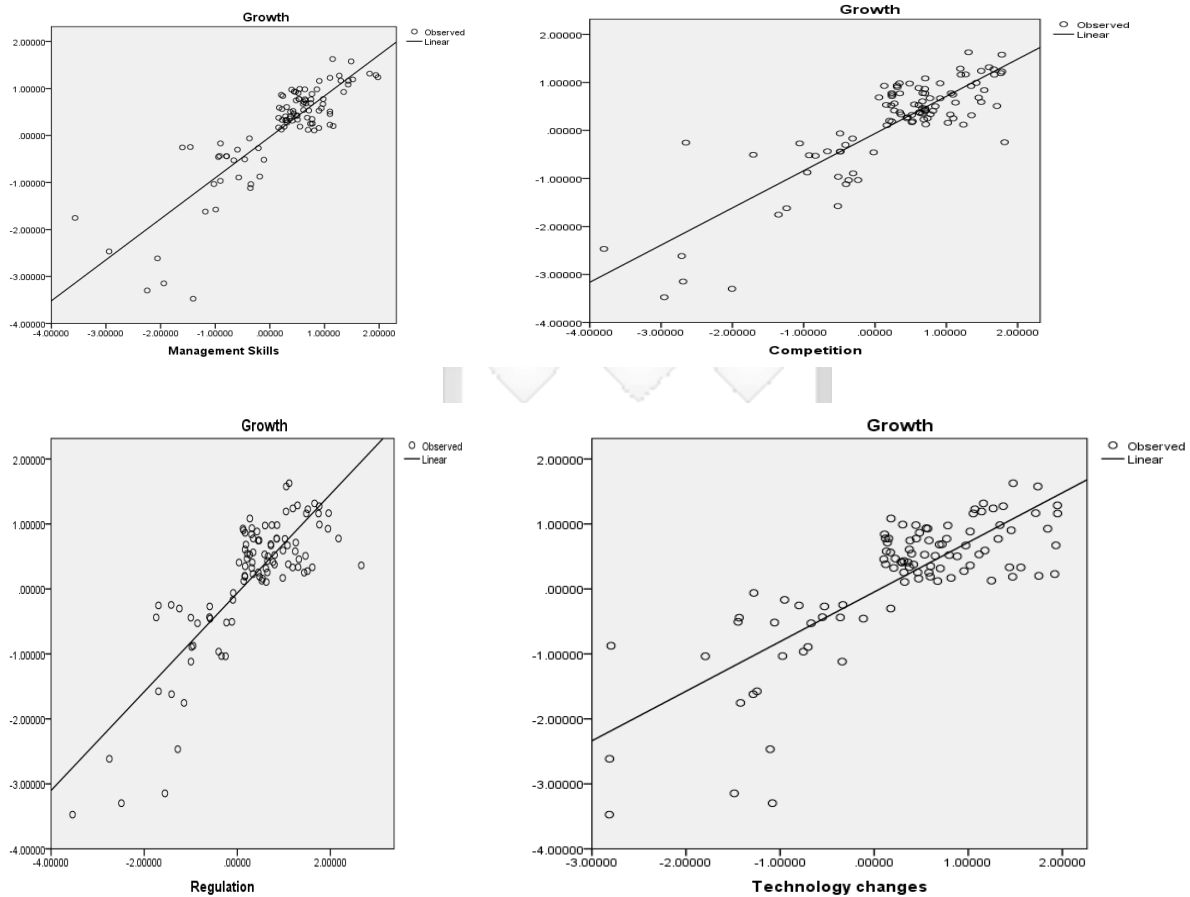 Growth
Observed
Linear
2.00000
1.00000
.00000
-1.00000
-2.00000
-3.00000
-4.00000
-4.00000 -3.00000 -2.00000 -1.00000 .00000 1.00000 2.00000
Management Skills
Growth
Observed
Linear
2.00000
1.00000
.00000
-1.00000
-2.00000
-3.00000
-4.00000
-4.00000 -3.00000 -2.00000 -1.00000 .00000 1.00000 2.00000
Competition
Growth
Observed
Linear
2.00000
1.00000
.00000
-1.00000
-2.00000
-3.00000
-4.00000
-4.00000 -2.00000 .00000 2.00000
Regulation
Growth
Observed
Linear
2.00000
1.00000
.00000
-1.00000
-2.00000
-3.00000
-4.00000
-3.00000 -2.00000 -1.00000 .00000 1.00000 2.00000
Technology changes